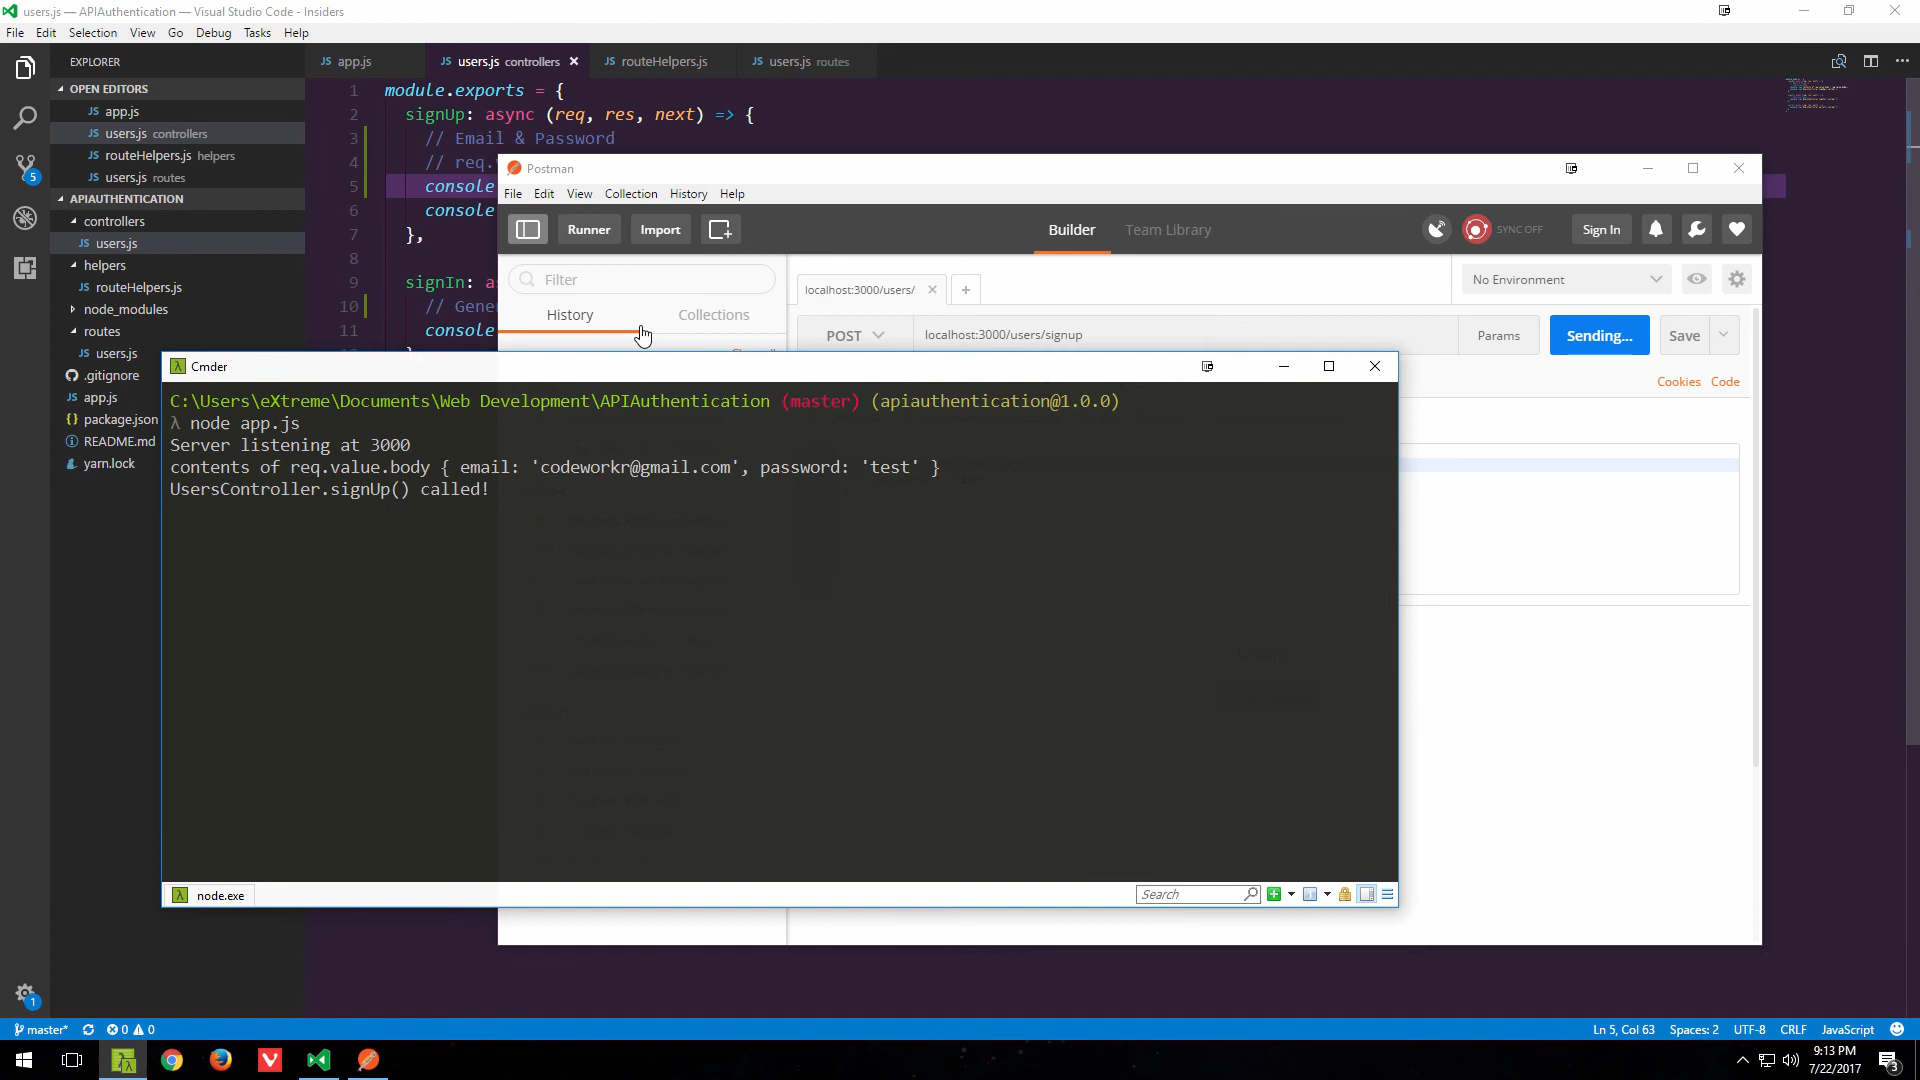 users.js — APIAuthentication — Visual Studio Code - Insiders
File Edit Selection View Go Debug Tasks Help
EXPLORER
OPEN EDITORS
JS app.js
JS users.js controllers
JS routeHelpers.js helpers
JS users.js routes
APIAUTHENTICATION
controllers
JS users.js
helpers
JS routeHelpers.js
node_modules
routes
JS users.js
.gitignore
JS app.js
{} package.json
README.md
yarn.lock
5
1
JS app.js
JS users.js controllers
JS routeHelpers.js
JS users.js routes
1 module.exports = {
2 signUp: async (req, res, next) => {
3 // Email & Password
4 // req.
5 console
6 console
7 },
8
9 signIn:
10 // Gene
11 console
Postman
File Edit View Collection History Help
Runner Import Builder Team Library SYNC OFF Sign In
Filter
History Collections
localhost:3000/users/
No Environment
POST localhost:3000/users/signup Params Sending... Save
Cookies Code
Cmder
C:\Users\eXtreme\Documents\Web Development\APIAuthentication (master) (apiauthentication@1.0.0)
λ node app.js
Server listening at 3000
contents of req.value.body { email: 'codeworkr@gmail.com', password: 'test' }
UsersController.signUp() called!
node.exe
Search
master* 0 0 Ln 5, Col 63 Spaces: 2 UTF-8 CRLF JavaScript
9:13 PM
7/22/2017
3